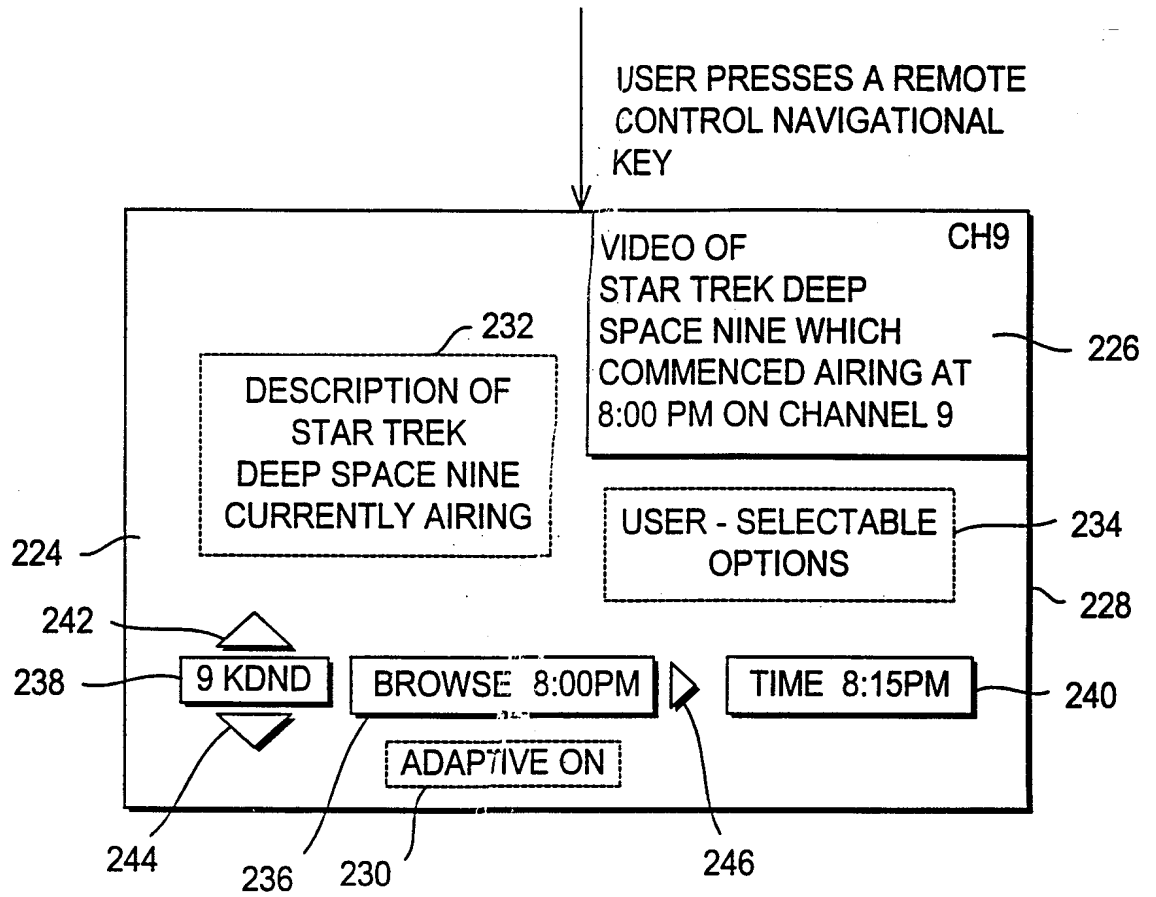 USER PRESSES A REMOTE
CONTROL NAVIGATIONAL
KEY
CH9
VIDEO OF
STAR TREK DEEP
SPACE NINE WHICH
COMMENCED AIRING AT
8:00 PM ON CHANNEL 9
226
232
DESCRIPTION OF
STAR TREK
DEEP SPACE NINE
CURRENTLY AIRING
USER - SELECTABLE
OPTIONS
234
224
228
242
238
9 KDND
BROWSE 8:00PM
TIME 8:15PM
240
ADAPTIVE ON
244
236
230
246